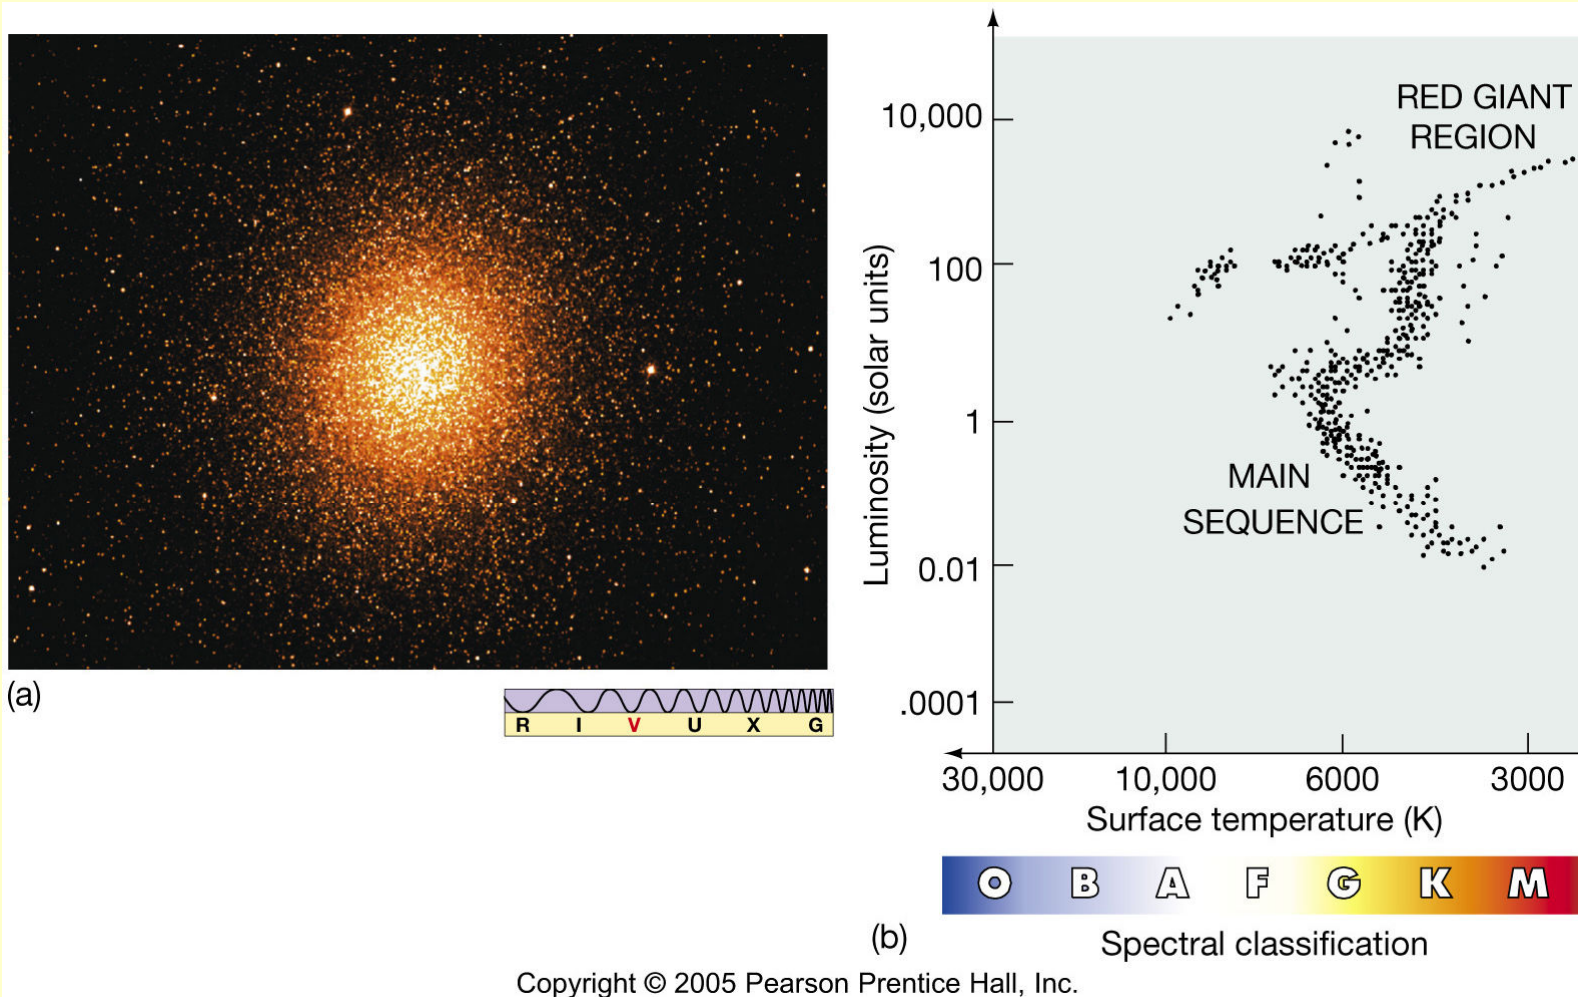 (a)
R I V U X G
RED GIANT
REGION
10,000
100
1
0.01
.0001
Luminosity (solar units)
MAIN
SEQUENCE
30,000 10,000 6000 3000
Surface temperature (K)
O B A F G K M
(b)
Spectral classification
Copyright © 2005 Pearson Prentice Hall, Inc.